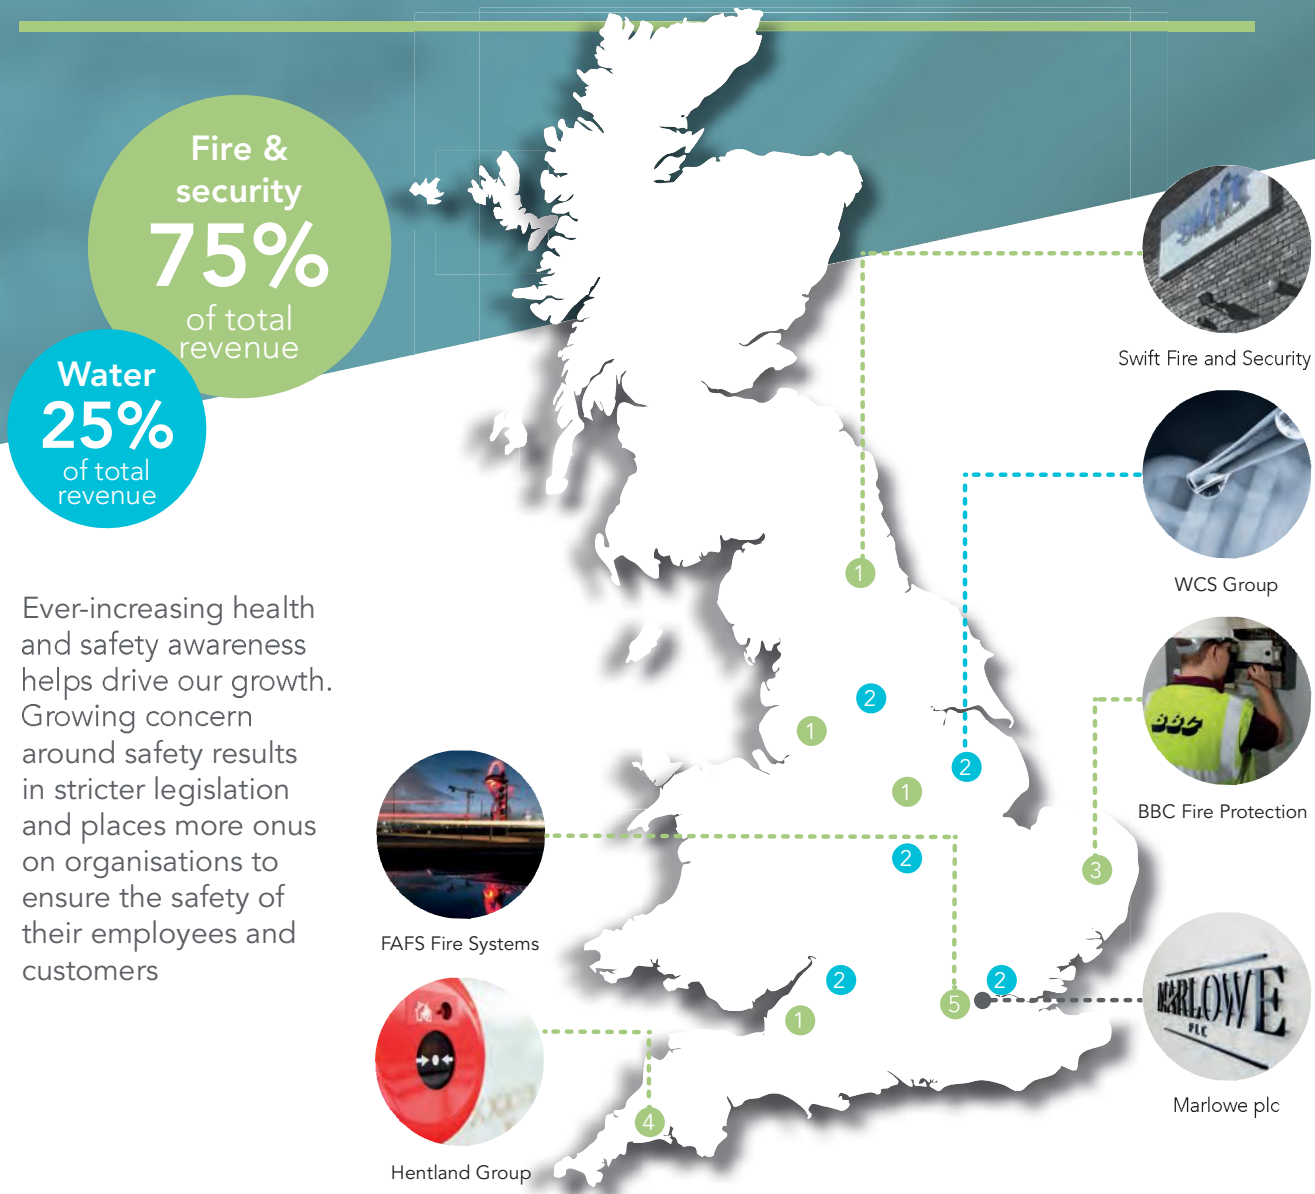 Fire &
security
75%
of total
revenue
Water
25%
of total
revenue
Ever-increasing health
and safety awareness
helps drive our growth.
Growing concern
around safety results
in stricter legislation
and places more onus
on organisations to
ensure the safety of
their employees and
customers
swift
Swift Fire and Security
WCS Group
BBC
BBC Fire Protection
MARLOWE
PLC
Marlowe plc
FAFS Fire Systems
Hentland Group
1
2
1
2
1
2
3
2
2
5
1
4